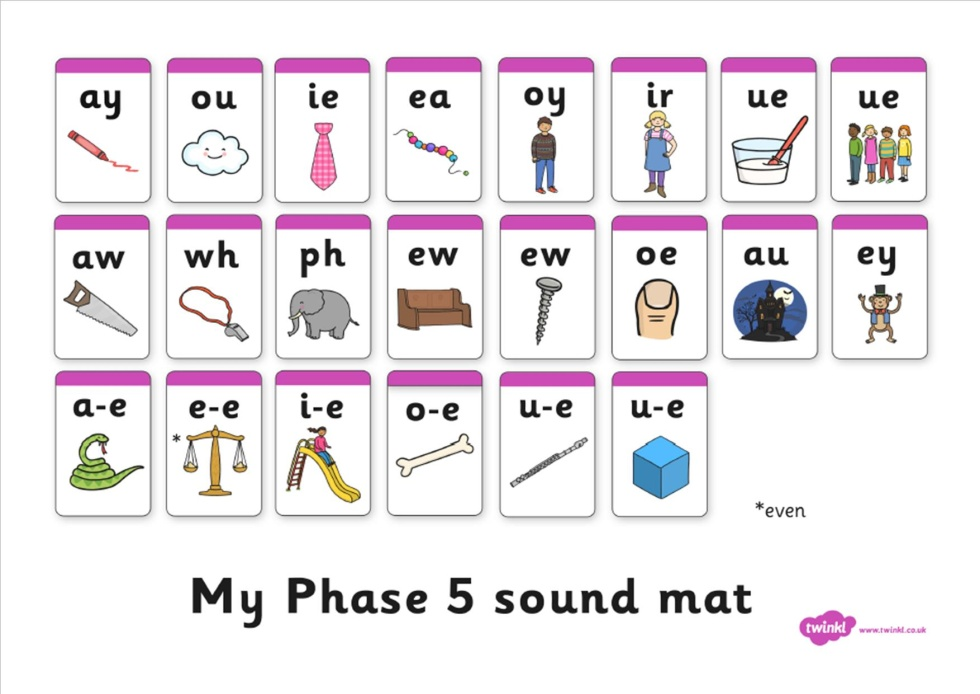 ay ou ie ea oy ir ue ue
aw wh ph ew ew oe au ey
a-e e-e i-e o-e u-e u-e
*
*even
My Phase 5 sound mat
twinkl www.twinkl.co.uk